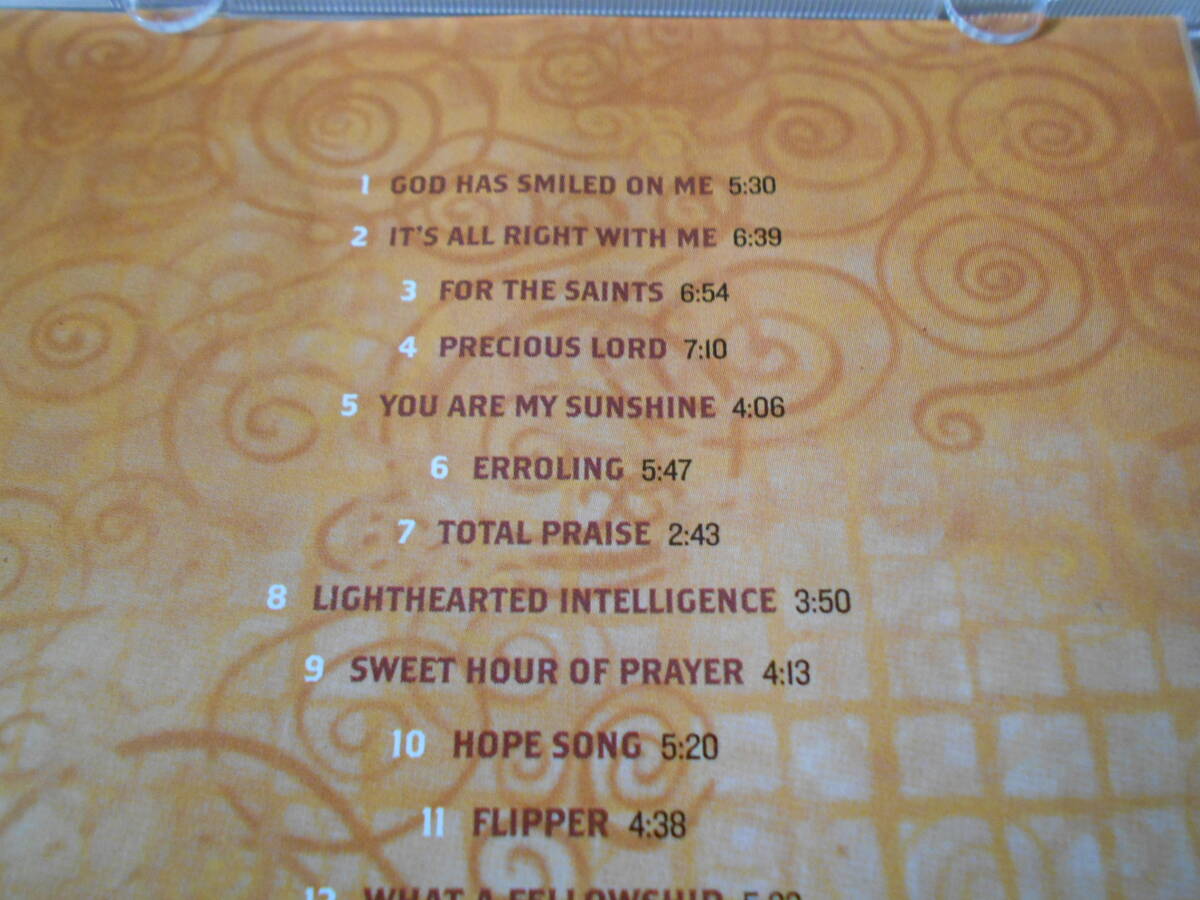 1 GOD HAS SMILED ON ME 5:30
2 IT'S ALL RIGHT WITH ME 6:39
3 FOR THE SAINTS 6:54
4 PRECIOUS LORD 7:10
5 YOU ARE MY SUNSHINE 4:06
6 ERROLING 5:47
7 TOTAL PRAISE 2:43
8 LIGHTHEARTED INTELLIGENCE 3:50
9 SWEET HOUR OF PRAYER 4:13
10 HOPE SONG 5:20
11 FLIPPER 4:38
12 WHAT A FELLOWSHIP